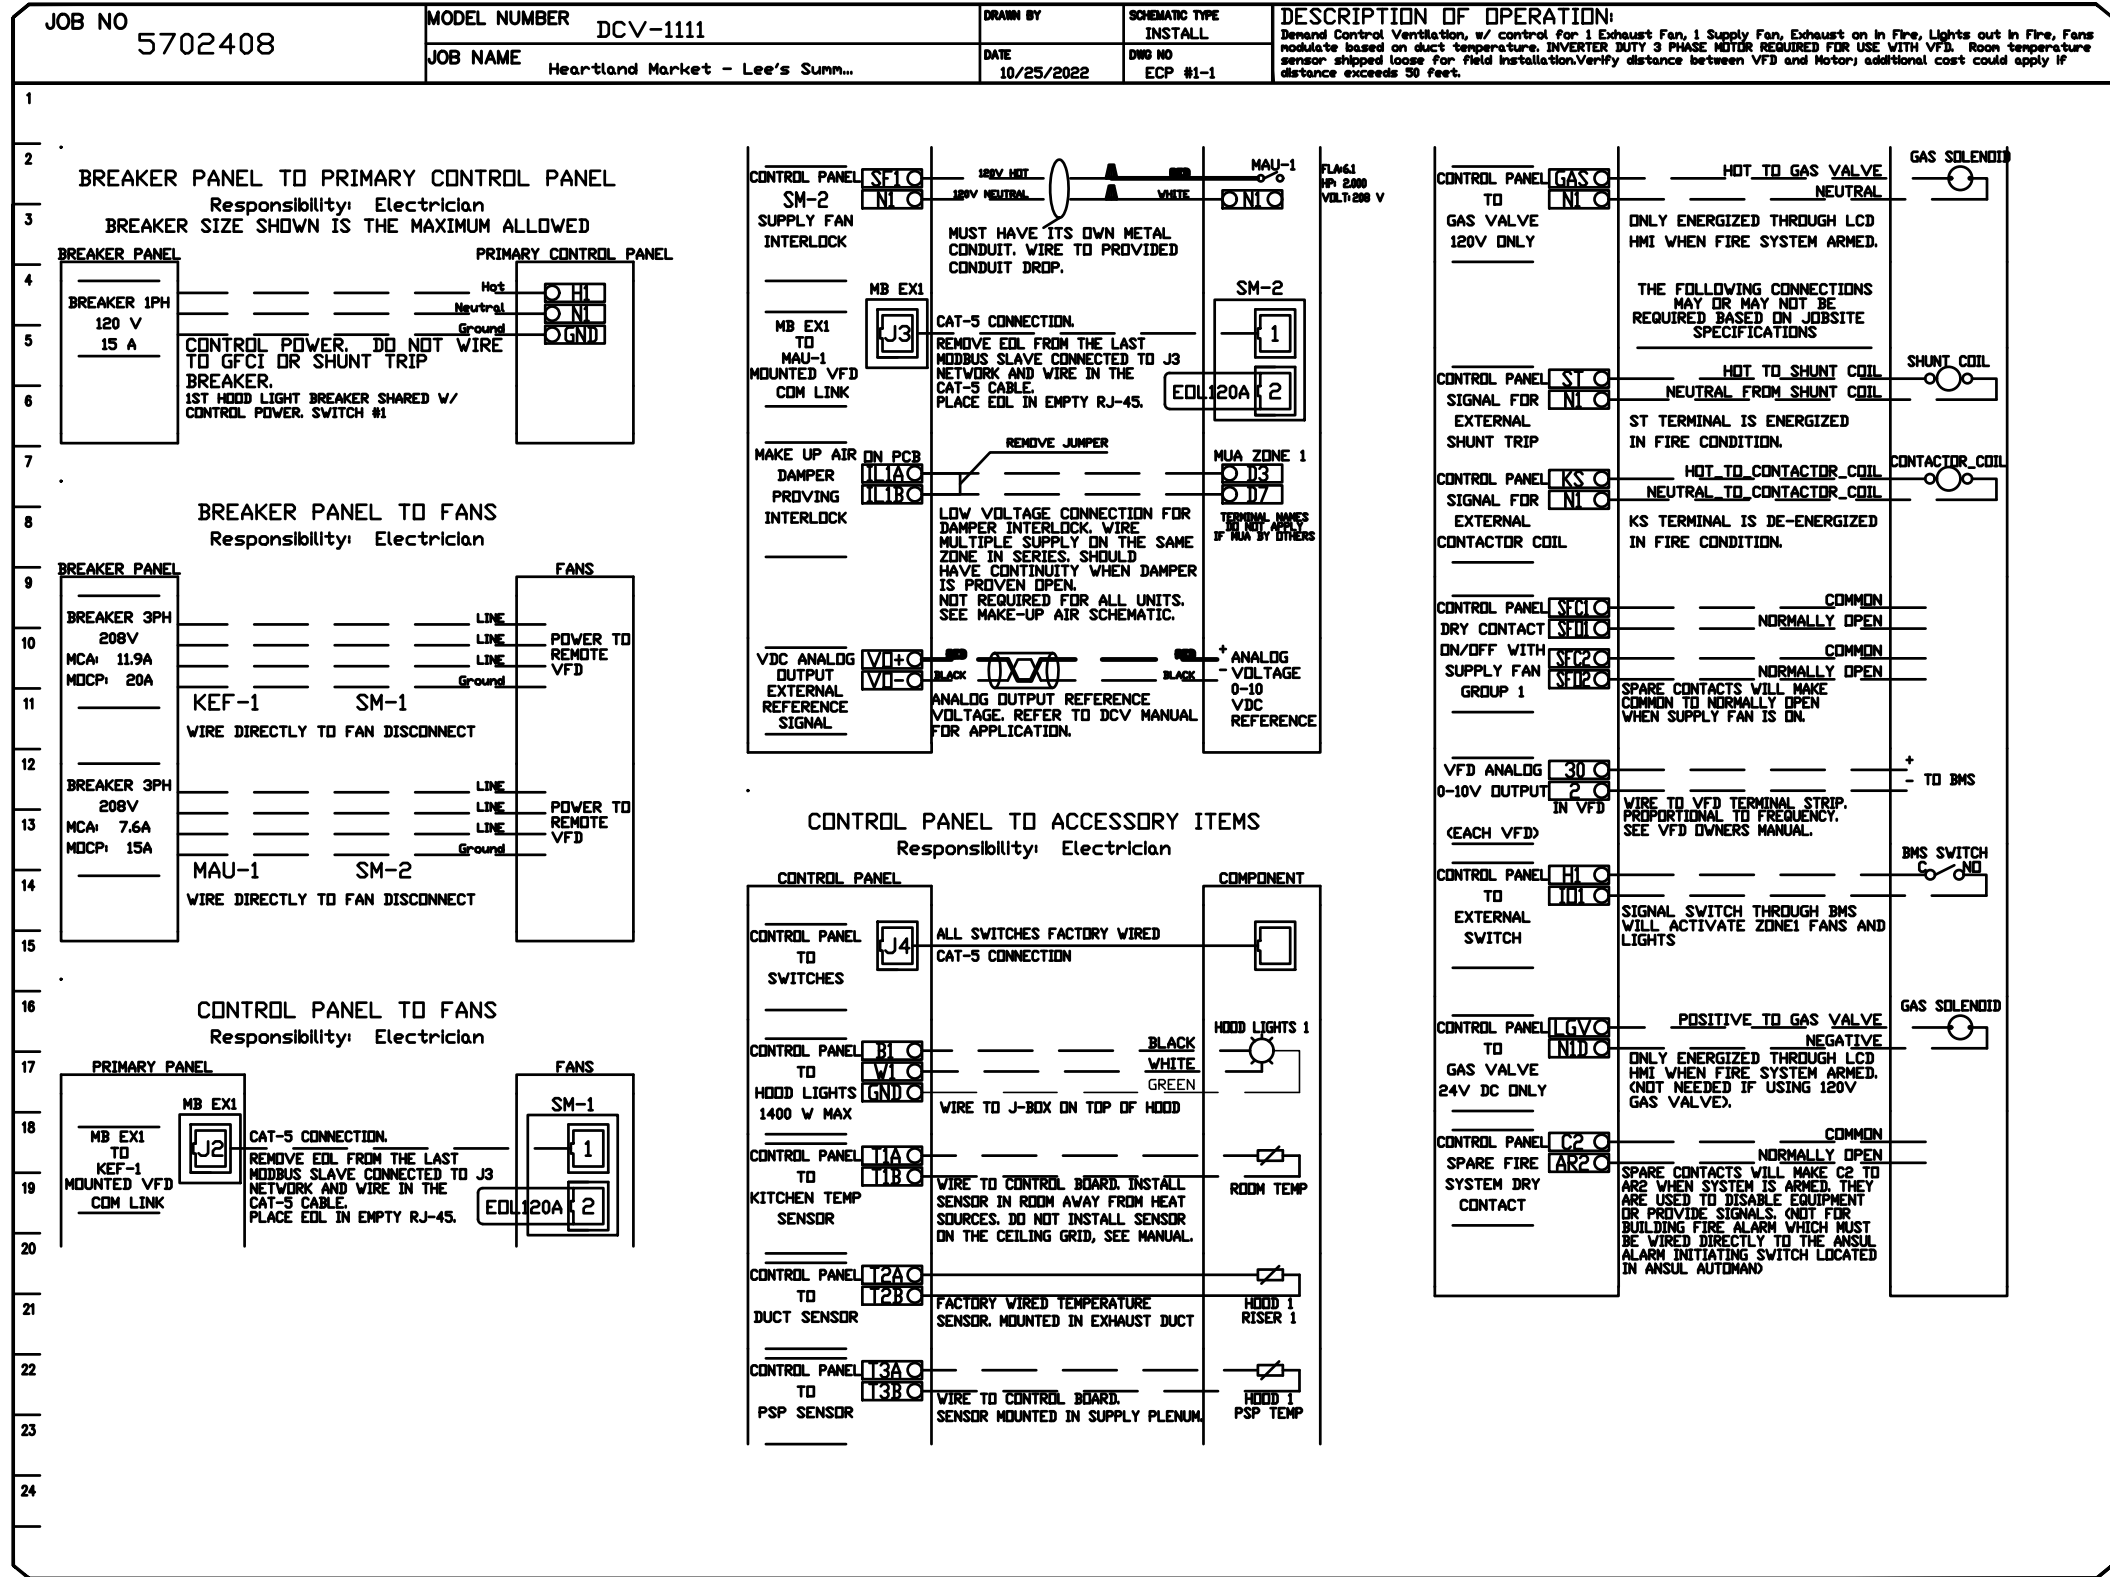 JOB NO
5702408
MODEL NUMBER
DCV-1111
JOB NAME
Heartland Market - Lee's Summ...
DRAWN BY
SCHEMATIC TYPE
INSTALL
DATE
10/25/2022
DWG NO
ECP #1-1
DESCRIPTION OF OPERATION:
Demand Control Ventilation, w/ control for 1 Exhaust Fan, 1 Supply Fan, Exhaust on in Fire, Lights out in Fire, Fans
modulate based on duct temperature. INVERTER DUTY 3 PHASE MOTOR REQUIRED FOR USE WITH VFD. Room temperature
sensor shipped loose for field installation.Verify distance between VFD and Motor; additional cost could apply if
distance exceeds 50 feet.
1
2
3
4
5
6
7
8
9
10
11
12
13
14
15
16
17
18
19
20
21
22
23
24
BREAKER PANEL TO PRIMARY CONTROL PANEL
Responsibility: Electrician
BREAKER SIZE SHOWN IS THE MAXIMUM ALLOWED
BREAKER PANEL
PRIMARY CONTROL PANEL
BREAKER 1PH
120 V
15 A
Hot
H1
Neutral
N1
Ground
GND
CONTROL POWER. DO NOT WIRE
TO GFCI OR SHUNT TRIP
BREAKER.
1ST HOOD LIGHT BREAKER SHARED W/
CONTROL POWER. SWITCH #1
BREAKER PANEL TO FANS
Responsibility: Electrician
BREAKER PANEL
FANS
BREAKER 3PH
208V
MCA: 11.9A
MOCP: 20A
LINE
LINE
LINE
Ground
POWER TO
REMOTE
VFD
KEF-1
SM-1
WIRE DIRECTLY TO FAN DISCONNECT
BREAKER 3PH
208V
MCA: 7.6A
MOCP: 15A
LINE
LINE
LINE
Ground
POWER TO
REMOTE
VFD
MAU-1
SM-2
WIRE DIRECTLY TO FAN DISCONNECT
CONTROL PANEL TO FANS
Responsibility: Electrician
PRIMARY PANEL
FANS
MB EX1
SM-1
MB EX1
TO
KEF-1
MOUNTED VFD
COM LINK
J2
CAT-5 CONNECTION.
REMOVE EOL FROM THE LAST
MODBUS SLAVE CONNECTED TO J3
NETWORK AND WIRE IN THE
CAT-5 CABLE.
PLACE EOL IN EMPTY RJ-45.
1
EOL120A
2
CONTROL PANEL
SM-2
SUPPLY FAN
INTERLOCK
SF1
N1
120V HOT
120V NEUTRAL
RED
WHITE
MAU-1
N1
FLA:6.1
HP: 2.000
VOLT: 208 V
MUST HAVE ITS OWN METAL
CONDUIT. WIRE TO PROVIDED
CONDUIT DROP.
MB EX1
SM-2
MB EX1
TO
MAU-1
MOUNTED VFD
COM LINK
J3
CAT-5 CONNECTION.
REMOVE EOL FROM THE LAST
MODBUS SLAVE CONNECTED TO J3
NETWORK AND WIRE IN THE
CAT-5 CABLE.
PLACE EOL IN EMPTY RJ-45.
1
EOL120A
2
REMOVE JUMPER
MAKE UP AIR
DAMPER
PROVING
INTERLOCK
ON PCB
IL1A
IL1B
MUA ZONE 1
D3
D7
TERMINAL NAMES
DO NOT APPLY
IF MUA BY OTHERS
LOW VOLTAGE CONNECTION FOR
DAMPER INTERLOCK. WIRE
MULTIPLE SUPPLY ON THE SAME
ZONE IN SERIES. SHOULD
HAVE CONTINUITY WHEN DAMPER
IS PROVEN OPEN.
NOT REQUIRED FOR ALL UNITS.
SEE MAKE-UP AIR SCHEMATIC.
VDC ANALOG
OUTPUT
EXTERNAL
REFERENCE
SIGNAL
VO+
VO-
RED
BLACK
RED
BLACK
+ ANALOG
- VOLTAGE
0-10
VDC
REFERENCE
ANALOG OUTPUT REFERENCE
VOLTAGE. REFER TO DCV MANUAL
FOR APPLICATION.
CONTROL PANEL TO ACCESSORY ITEMS
Responsibility: Electrician
CONTROL PANEL
COMPONENT
CONTROL PANEL
TO
SWITCHES
J4
ALL SWITCHES FACTORY WIRED
CAT-5 CONNECTION
CONTROL PANEL
TO
HOOD LIGHTS
1400 W MAX
B1
W1
GND
BLACK
WHITE
GREEN
HOOD LIGHTS 1
WIRE TO J-BOX ON TOP OF HOOD
CONTROL PANEL
TO
KITCHEN TEMP
SENSOR
T1A
T1B
ROOM TEMP
WIRE TO CONTROL BOARD. INSTALL
SENSOR IN ROOM AWAY FROM HEAT
SOURCES. DO NOT INSTALL SENSOR
ON THE CEILING GRID, SEE MANUAL.
CONTROL PANEL
TO
DUCT SENSOR
T2A
T2B
FACTORY WIRED TEMPERATURE
SENSOR. MOUNTED IN EXHAUST DUCT
HOOD 1
RISER 1
CONTROL PANEL
TO
PSP SENSOR
T3A
T3B
WIRE TO CONTROL BOARD.
SENSOR MOUNTED IN SUPPLY PLENUM.
HOOD 1
PSP TEMP
CONTROL PANEL
TO
GAS VALVE
120V ONLY
GAS
N1
HOT TO GAS VALVE
NEUTRAL
GAS SOLENOID
ONLY ENERGIZED THROUGH LCD
HMI WHEN FIRE SYSTEM ARMED.
THE FOLLOWING CONNECTIONS
MAY OR MAY NOT BE
REQUIRED BASED ON JOBSITE
SPECIFICATIONS
CONTROL PANEL
SIGNAL FOR
EXTERNAL
SHUNT TRIP
ST
N1
HOT TO SHUNT COIL
NEUTRAL FROM SHUNT COIL
SHUNT COIL
ST TERMINAL IS ENERGIZED
IN FIRE CONDITION.
CONTROL PANEL
SIGNAL FOR
EXTERNAL
CONTACTOR COIL
KS
N1
HOT_TO_CONTACTOR_COIL
NEUTRAL_TO_CONTACTOR_COIL
CONTACTOR_COIL
KS TERMINAL IS DE-ENERGIZED
IN FIRE CONDITION.
CONTROL PANEL
DRY CONTACT
ON/OFF WITH
SUPPLY FAN
GROUP 1
SFC1
SFO1
SFC2
SFO2
COMMON
NORMALLY OPEN
COMMON
NORMALLY OPEN
SPARE CONTACTS WILL MAKE
COMMON TO NORMALLY OPEN
WHEN SUPPLY FAN IS ON.
VFD ANALOG
0-10V OUTPUT
(EACH VFD)
30
2
IN VFD
+
- TO BMS
WIRE TO VFD TERMINAL STRIP.
PROPORTIONAL TO FREQUENCY.
SEE VFD OWNERS MANUAL.
CONTROL PANEL
TO
EXTERNAL
SWITCH
H1
IO1
BMS SWITCH
C NO
SIGNAL SWITCH THROUGH BMS
WILL ACTIVATE ZONE1 FANS AND
LIGHTS
CONTROL PANEL
TO
GAS VALVE
24V DC ONLY
LGV
N1D
POSITIVE TO GAS VALVE
NEGATIVE
GAS SOLENOID
ONLY ENERGIZED THROUGH LCD
HMI WHEN FIRE SYSTEM ARMED.
(NOT NEEDED IF USING 120V
GAS VALVE).
CONTROL PANEL
SPARE FIRE
SYSTEM DRY
CONTACT
C2
AR2
COMMON
NORMALLY OPEN
SPARE CONTACTS WILL MAKE C2 TO
AR2 WHEN SYSTEM IS ARMED. THEY
ARE USED TO DISABLE EQUIPMENT
OR PROVIDE SIGNALS. (NOT FOR
BUILDING FIRE ALARM WHICH MUST
BE WIRED DIRECTLY TO THE ANSUL
ALARM INITIATING SWITCH LOCATED
IN ANSUL AUTOMAN)